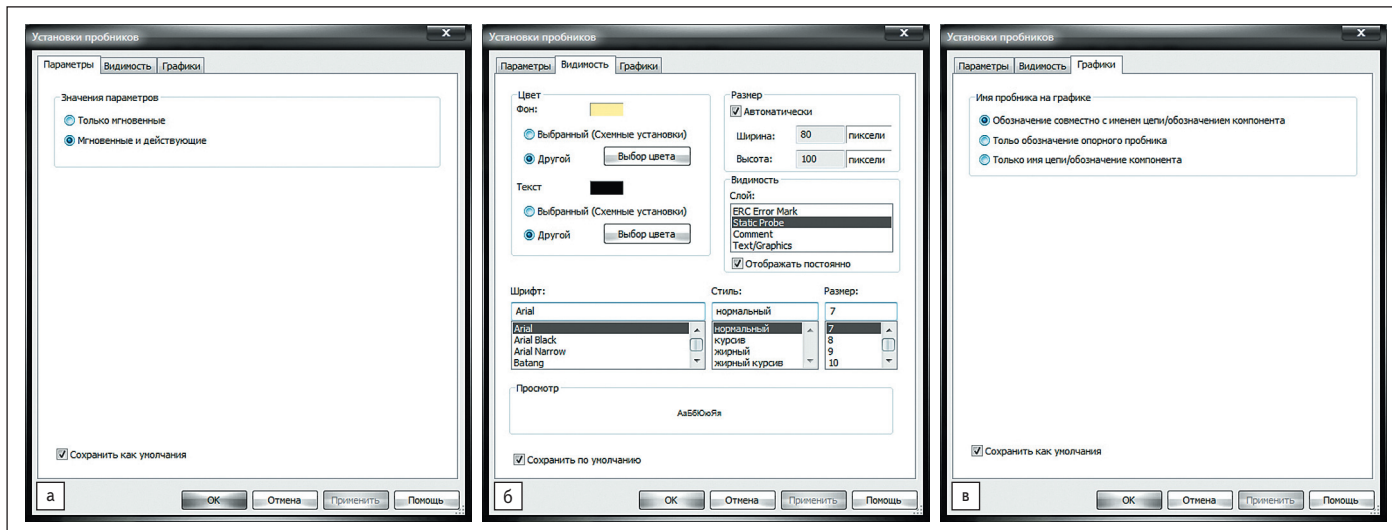 Установки пробников
X
Параметры Видимость Графики
Значения параметров
Только мгновенные
Мгновенные и действующие
Сохранить как умолчания
а
OK Отмена Применить Помощь
Установки пробников
X
Параметры Видимость Графики
Цвет
Фон:
Выбранный (Схемные установки)
Другой Выбор цвета
Текст
Выбранный (Схемные установки)
Другой Выбор цвета
Размер
Автоматически
Ширина: 80 пиксели
Высота: 100 пиксели
Видимость
Слой:
ERC Error Mark
Static Probe
Comment
Text/Graphics
Отображать постоянно
Шрифт: Стиль: Размер:
Arial нормальный 7
Arial нормальный 7
Arial Black курсив 8
Arial Narrow жирный 9
Batang жирный курсив 10
Просмотр
АаБбЮюЯя
Сохранить по умолчанию
б
OK Отмена Применить Помощь
Установки пробников
X
Параметры Видимость Графики
Имя пробника на графике
Обозначение совместно с именем цепи/обозначением компонента
Тольо обозначение опорного пробника
Только имя цепи/обозначение компонента
Сохранить как умолчания
в
OK Отмена Применить Помощь